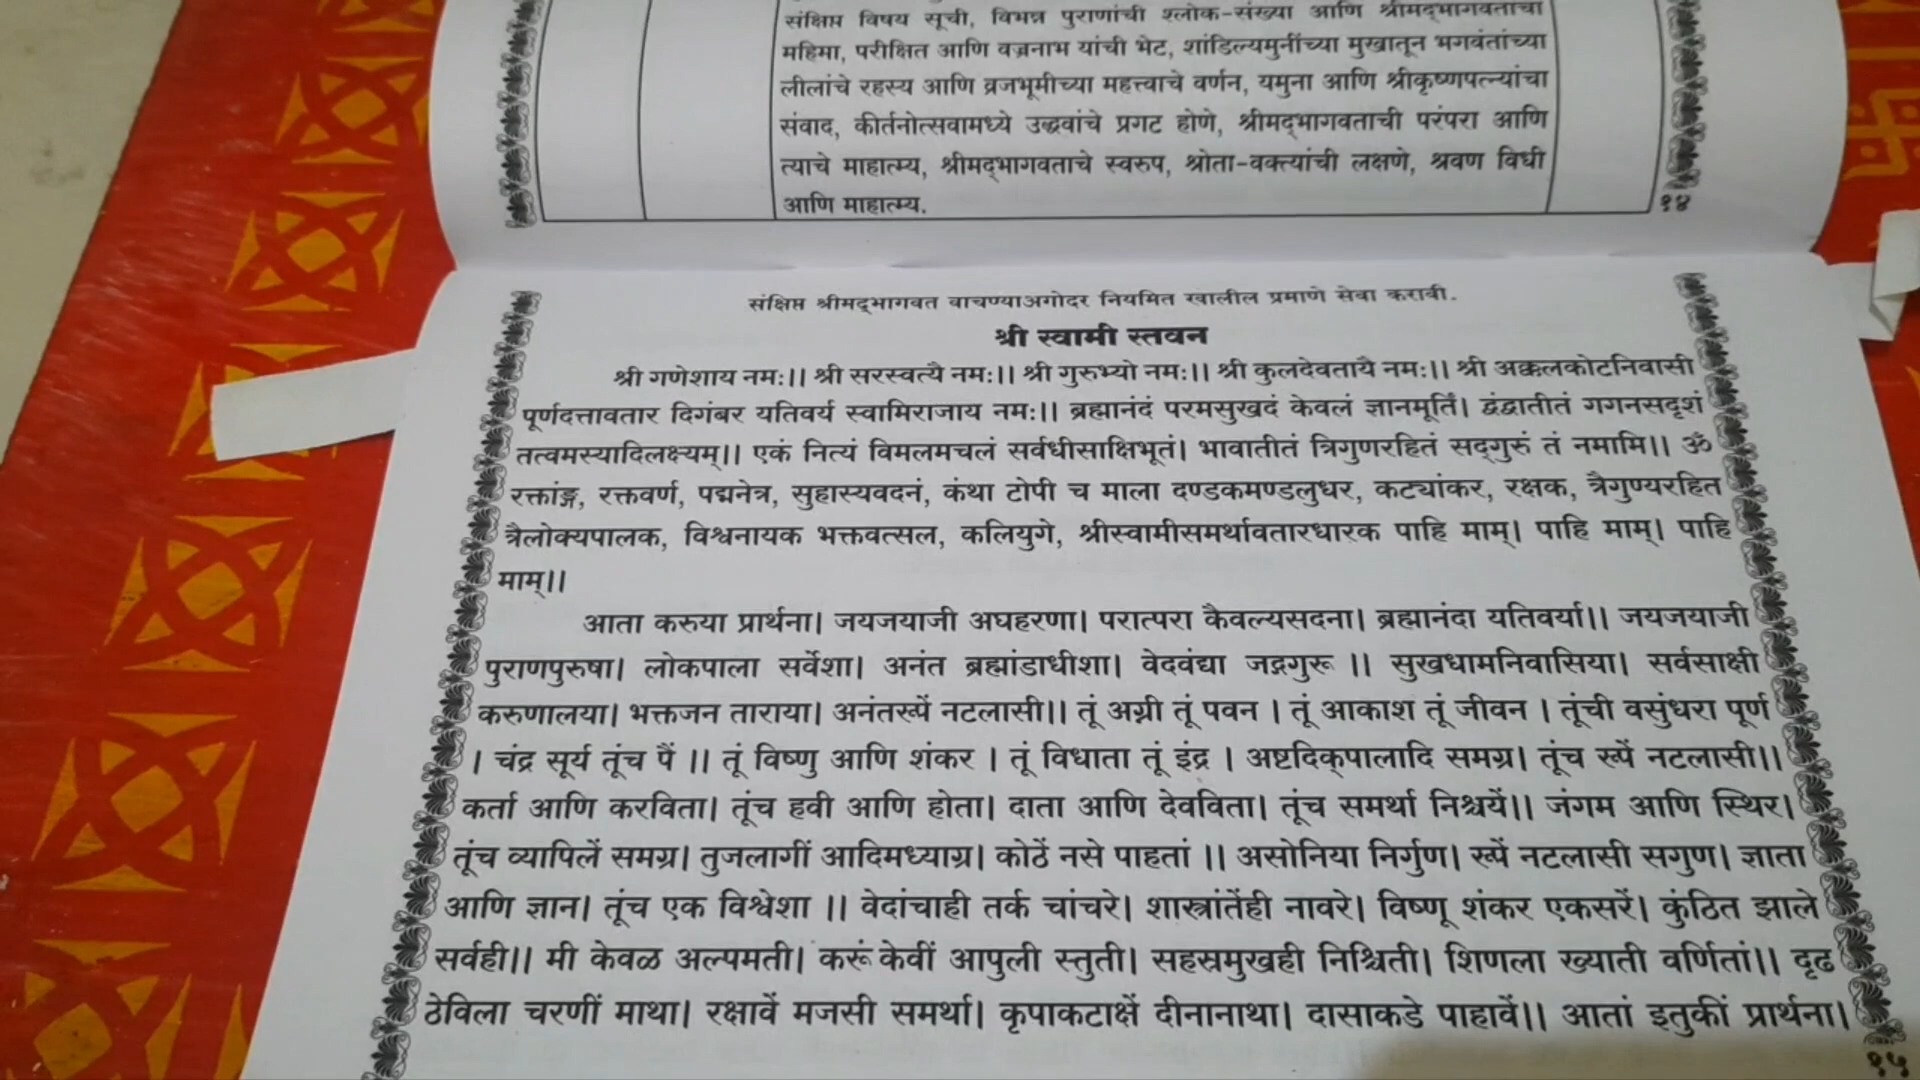 संक्षिप्त विषय सूची, विभन्न पुराणांची श्लोक-संख्या आणि श्रीमद्‌भागवताचा
महिमा, परीक्षित आणि वज्रनाभ यांची भेट, शांडिल्यमुनींच्या मुखातून भगवंतांच्या
लीलांचे रहस्य आणि व्रजभूमीच्या महत्त्वाचे वर्णन, यमुना आणि श्रीकृष्णपत्न्यांचा
संवाद, कीर्तनोत्सवामध्ये उद्धवांचे प्रगट होणे, श्रीमद्‌भागवताची परंपरा आणि
त्याचे माहात्म्य, श्रीमद्‌भागवताचे स्वरुप, श्रोता-वक्त्यांची लक्षणे, श्रवण विधी
आणि माहात्म्य.
१४
संक्षिप्त श्रीमद्‌भागवत वाचण्याअगोदर नियमित खालील प्रमाणे सेवा करावी.
श्री स्वामी स्तवन
श्री गणेशाय नमः।। श्री सरस्वत्यै नमः।। श्री गुरुभ्यो नमः।। श्री कुलदेवतायै नमः।। श्री अक्कलकोटनिवासी
पूर्णदत्तावतार दिगंबर यतिवर्य स्वामिराजाय नमः।। ब्रह्मानंदं परमसुखदं केवलं ज्ञानमूर्तिं। द्वंद्वातीतं गगनसदृशं
तत्वमस्यादिलक्ष्यम्।। एकं नित्यं विमलमचलं सर्वधीसाक्षिभूतं। भावातीतं त्रिगुणरहितं सद्‌गुरुं तं नमामि।। ॐ
रक्तांङ्ग, रक्तवर्ण, पद्मनेत्र, सुहास्यवदनं, कंथा टोपी च माला दण्डकमण्डलुधर, कट्यांकर, रक्षक, त्रैगुण्यरहित
त्रैलोक्यपालक, विश्वनायक भक्तवत्सल, कलियुगे, श्रीस्वामीसमर्थावतारधारक पाहि माम्। पाहि माम्। पाहि
माम्।।
आता करुया प्रार्थना। जयजयाजी अघहरणा। परात्परा कैवल्यसदना। ब्रह्मानंदा यतिवर्या।। जयजयाजी
पुराणपुरुषा। लोकपाला सर्वेशा। अनंत ब्रह्मांडाधीशा। वेदवंद्या जद्गगुरू ।। सुखधामनिवासिया। सर्वसाक्षी
करुणालया। भक्तजन ताराया। अनंतरूपें नटलासी।। तूं अग्नी तूं पवन । तूं आकाश तूं जीवन । तूंची वसुंधरा पूर्ण
। चंद्र सूर्य तूंच पैं ।। तूं विष्णु आणि शंकर । तूं विधाता तूं इंद्र । अष्टदिक्‌पालादि समग्र। तूंच रूपें नटलासी।।
कर्ता आणि करविता। तूंच हवी आणि होता। दाता आणि देवविता। तूंच समर्था निश्चयें।। जंगम आणि स्थिर।
तूंच व्यापिलें समग्र। तुजलागीं आदिमध्याग्र। कोठें नसे पाहतां ।। असोनिया निर्गुण। रूपें नटलासी सगुण। ज्ञाता
आणि ज्ञान। तूंच एक विश्वेशा ।। वेदांचाही तर्क चांचरे। शास्त्रांतेंही नावरे। विष्णू शंकर एकसरें। कुंठित झाले
सर्वही।। मी केवळ अल्पमती। करूं केवीं आपुली स्तुती। सहस्रमुखही निश्चिती। शिणला ख्याती वर्णितां।। दृढ
ठेविला चरणीं माथा। रक्षावें मजसी समर्था। कृपाकटाक्षें दीनानाथा। दासाकडे पाहावें।। आतां इतुकीं प्रार्थना।
१५